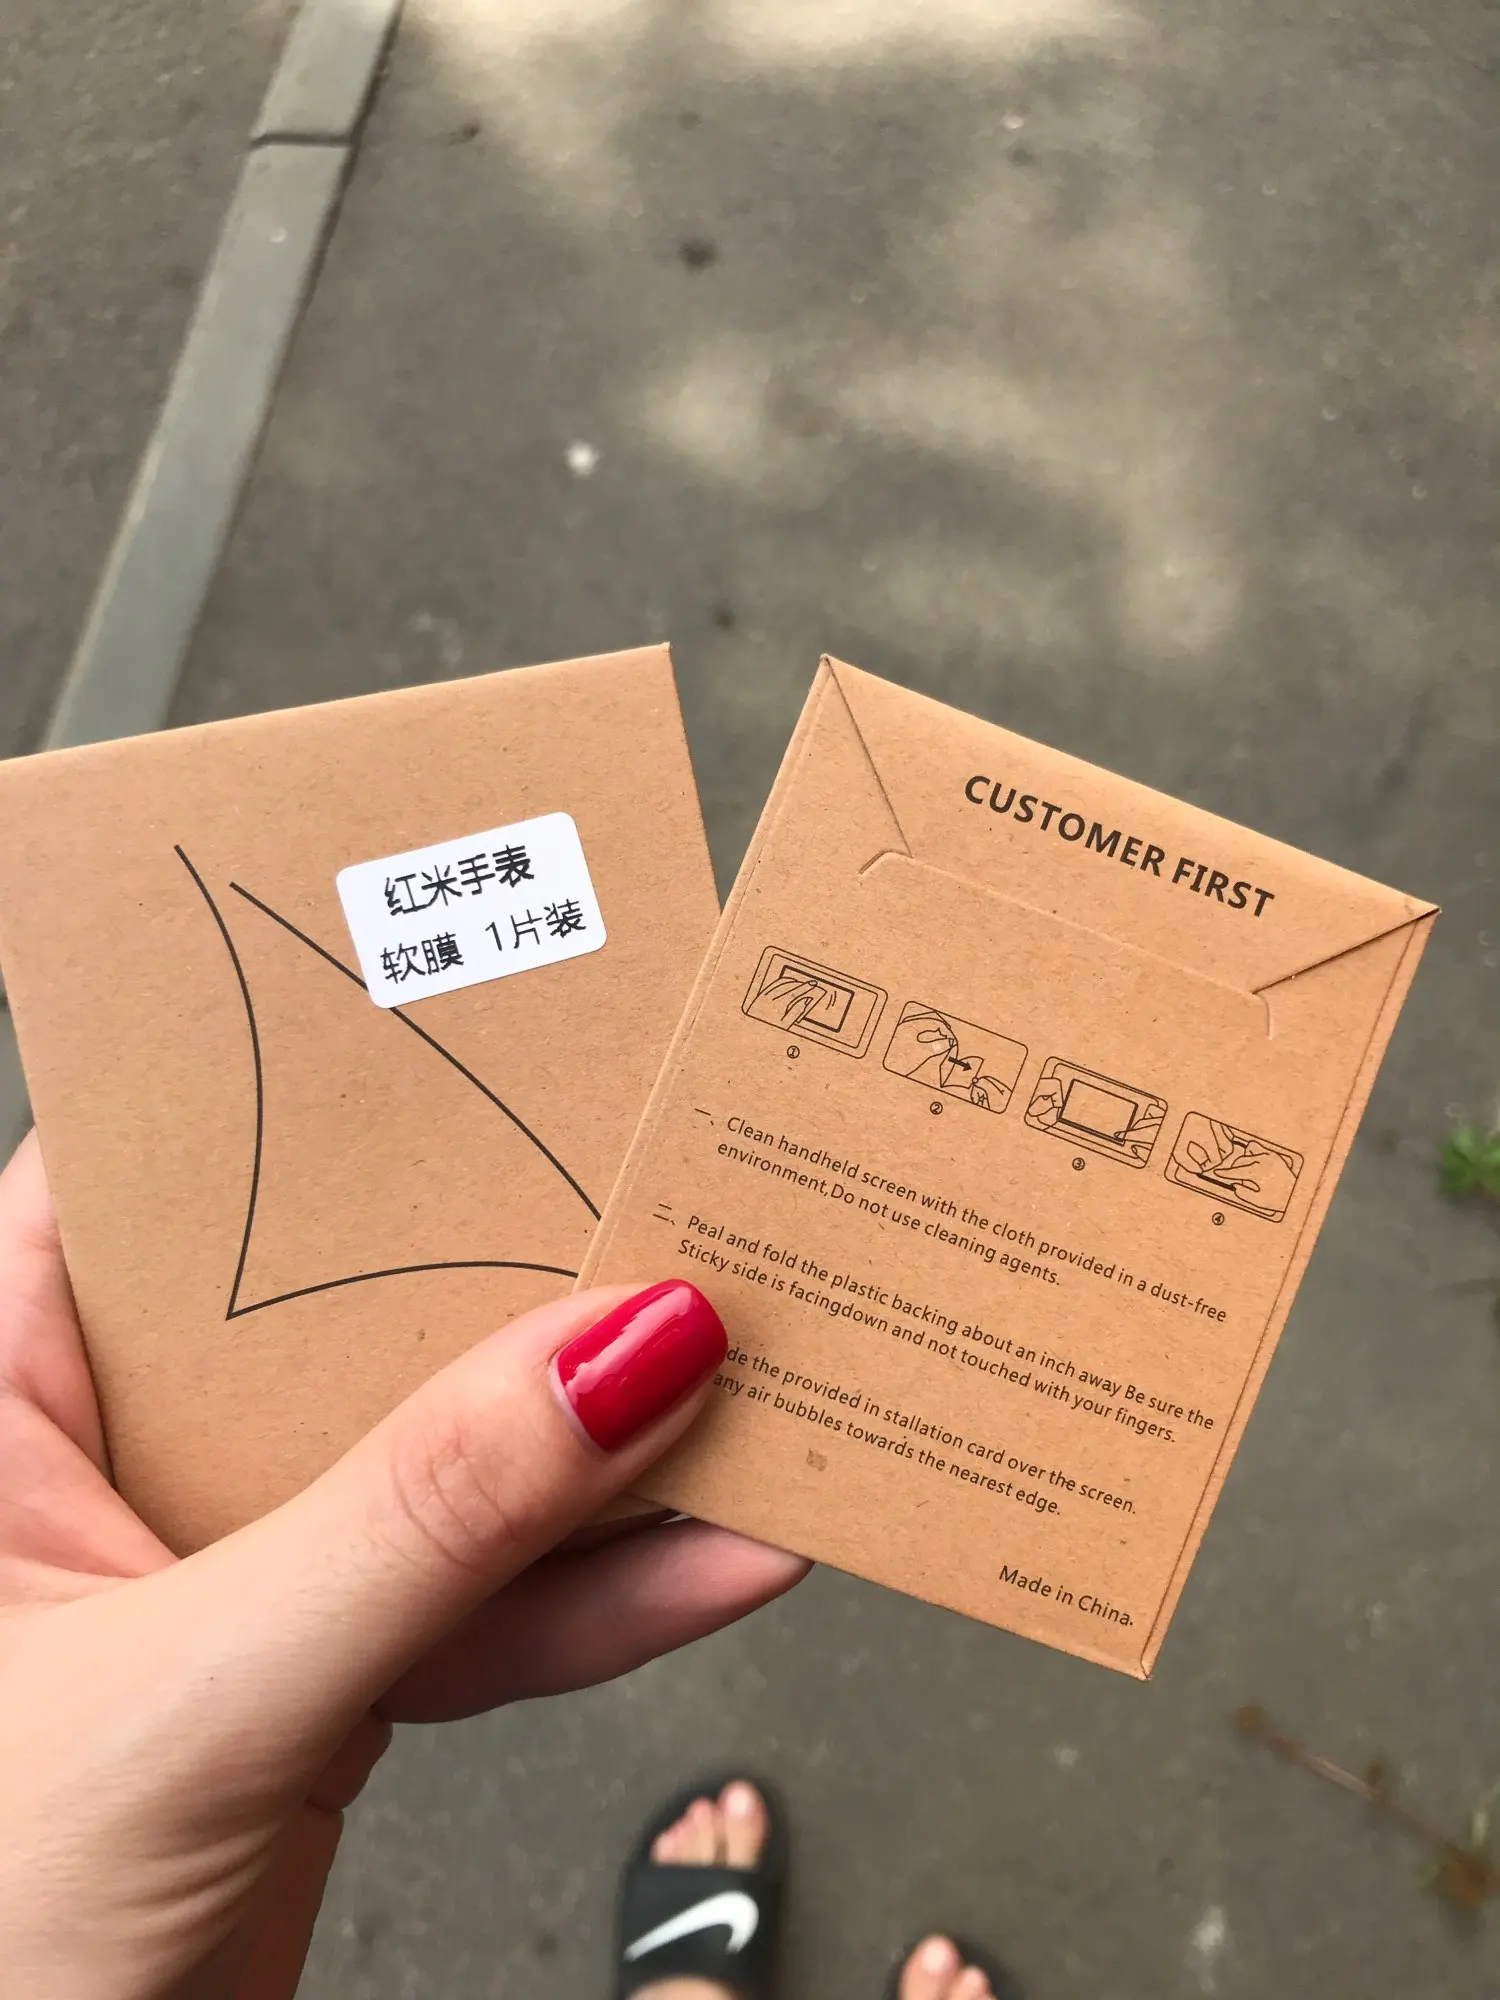 红米手表
软膜 1片装
CUSTOMER FIRST
① ② ③ ④
一、Clean handheld screen with the cloth provided in a dust-free
environment,Do not use cleaning agents.
二、Peal and fold the plastic backing about an inch away Be sure the
Sticky side is facingdown and not touched with your fingers.
the provided in stallation card over the screen.
any air bubbles towards the nearest edge.
Made in China.